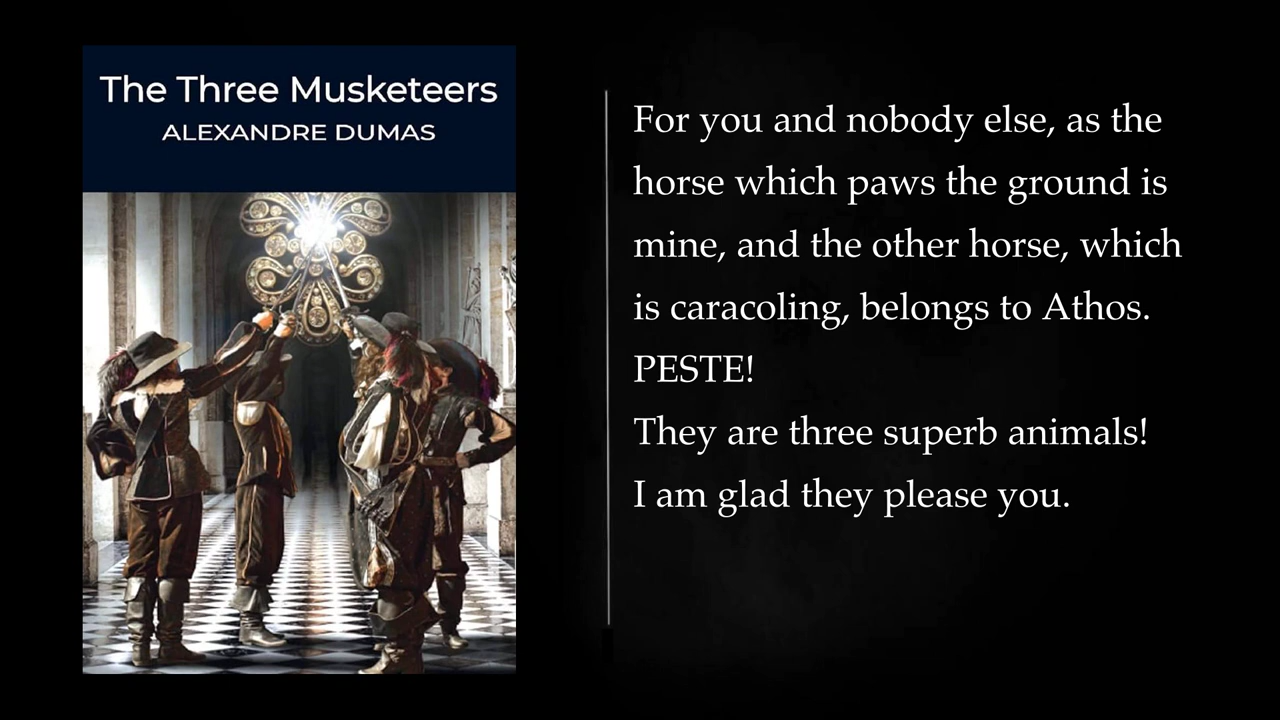 The Three Musketeers
ALEXANDRE DUMAS
For you and nobody else, as the
horse which paws the ground is
mine, and the other horse, which
is caracoling, belongs to Athos.
PESTE!
They are three superb animals!
I am glad they please you.